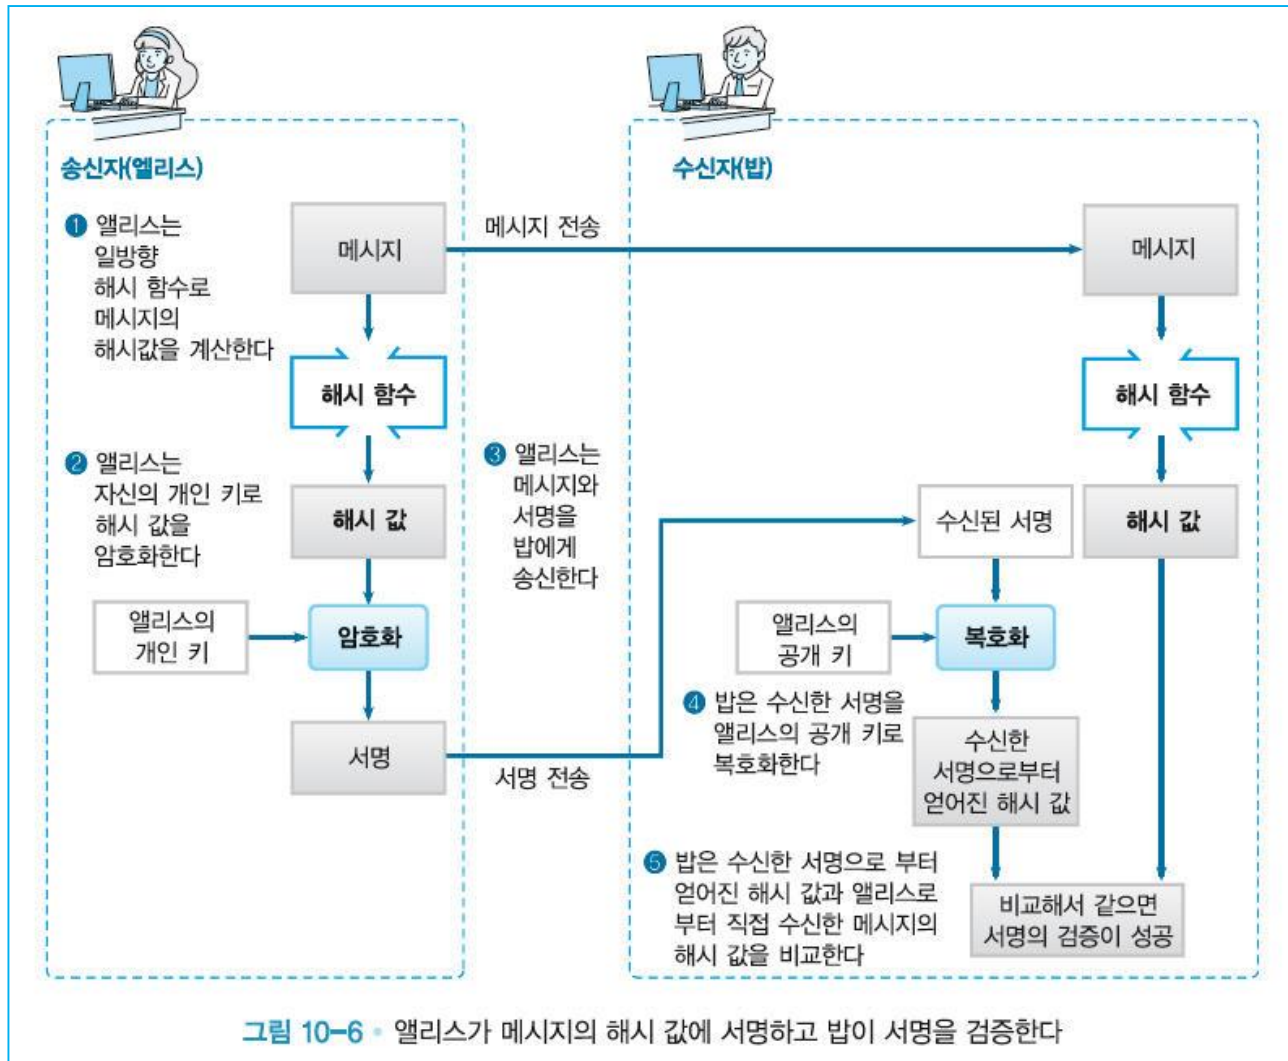 송신자(엘리스)
❶ 앨리스는
일방향
해시 함수로
메시지의
해시값을 계산한다
메시지
해시 함수
❷ 앨리스는
자신의 개인 키로
해시 값을
암호화한다
해시 값
앨리스의
개인 키
암호화
서명
메시지 전송
❸ 앨리스는
메시지와
서명을
밥에게
송신한다
서명 전송
수신자(밥)
메시지
해시 함수
수신된 서명
해시 값
앨리스의
공개 키
복호화
❹ 밥은 수신한 서명을
앨리스의 공개 키로
복호화한다
수신한
서명으로부터
얻어진 해시 값
❺ 밥은 수신한 서명으로 부터
얻어진 해시 값과 앨리스로
부터 직접 수신한 메시지의
해시 값을 비교한다
비교해서 같으면
서명의 검증이 성공
그림 10-6 • 앨리스가 메시지의 해시 값에 서명하고 밥이 서명을 검증한다